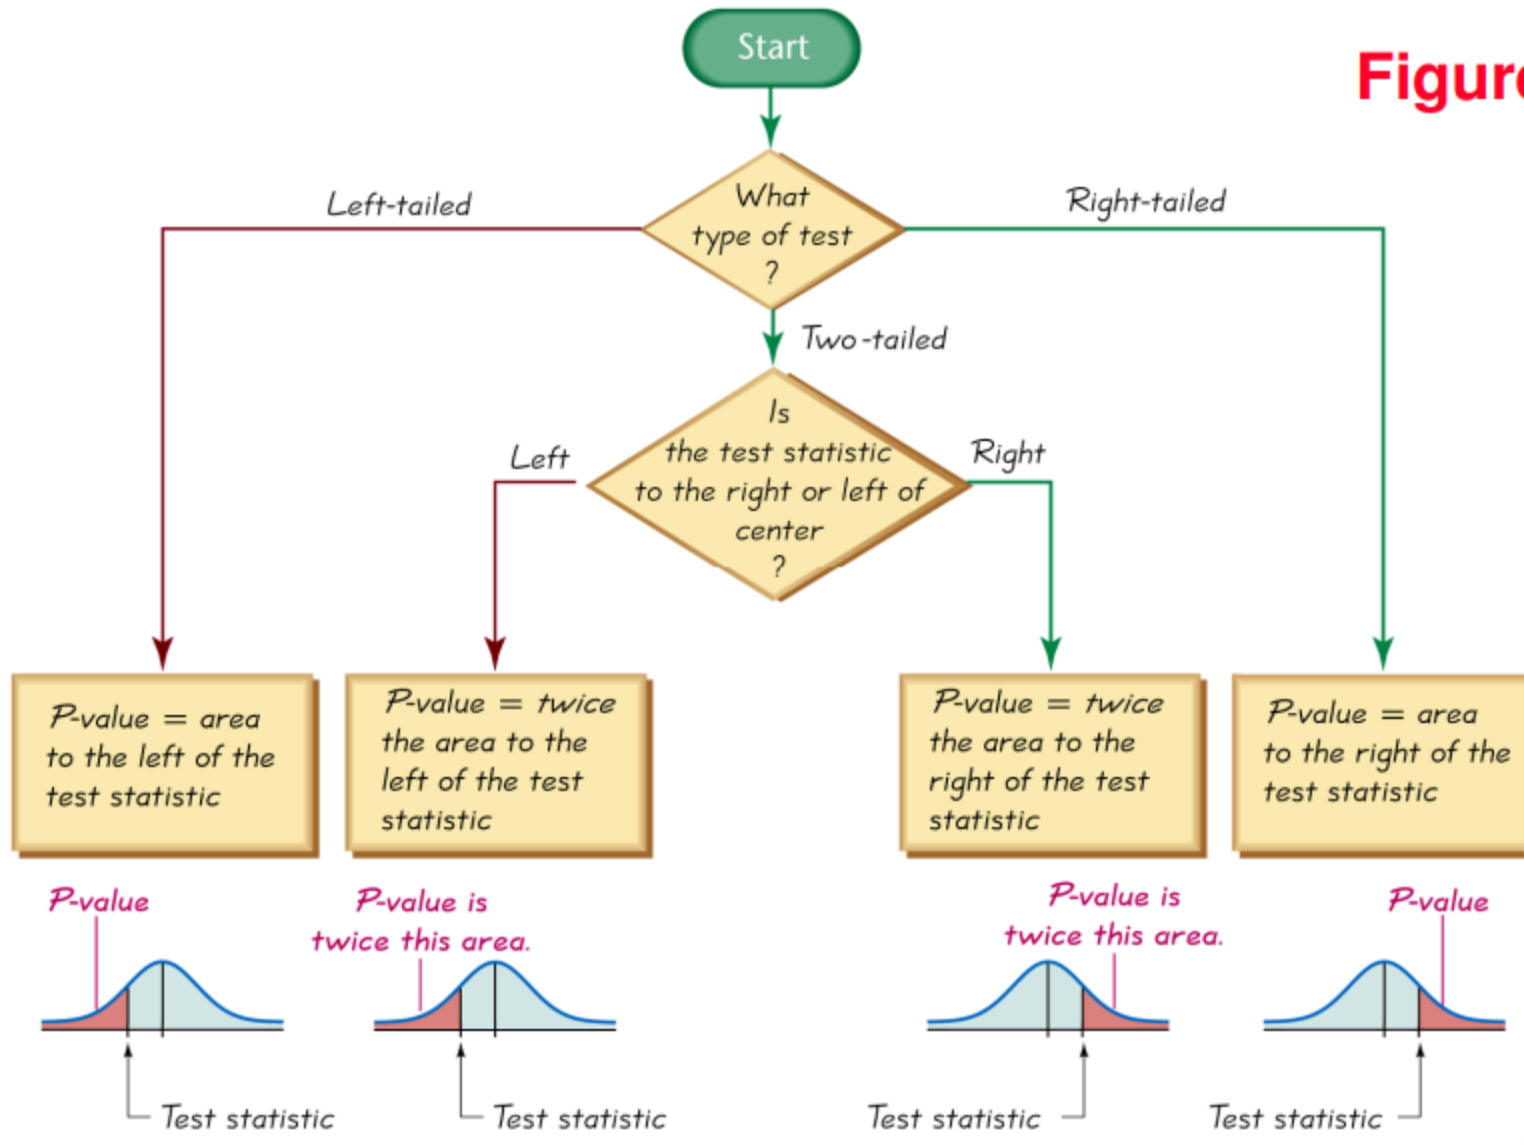 Start
Figure
Left-tailed
What
type of test
?
Right-tailed
Two-tailed
Is
the test statistic
to the right or left of
center
?
Left
Right
P-value = area
to the left of the
test statistic
P-value = twice
the area to the
left of the test
statistic
P-value = twice
the area to the
right of the test
statistic
P-value = area
to the right of the
test statistic
P-value
P-value is
twice this area.
P-value is
twice this area.
P-value
Test statistic
Test statistic
Test statistic
Test statistic